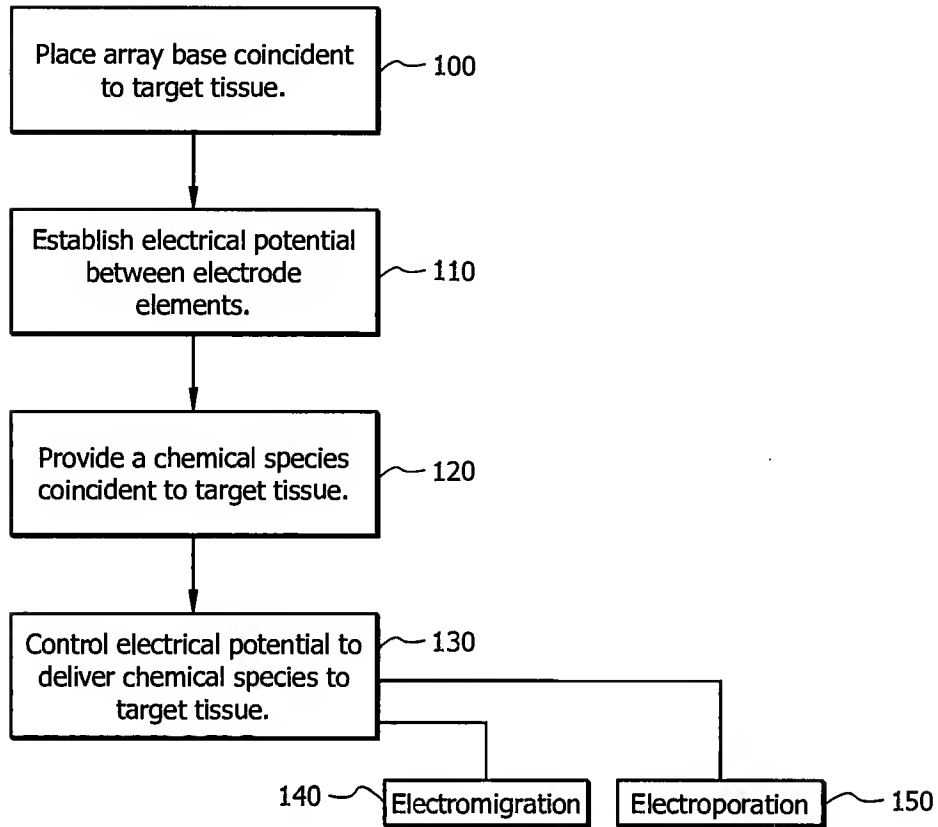 Place array base coincident
to target tissue.
100
Establish electrical potential
between electrode
elements.
110
Provide a chemical species
coincident to target tissue.
120
Control electrical potential to
deliver chemical species to
target tissue.
130
140
Electromigration
Electroporation
150